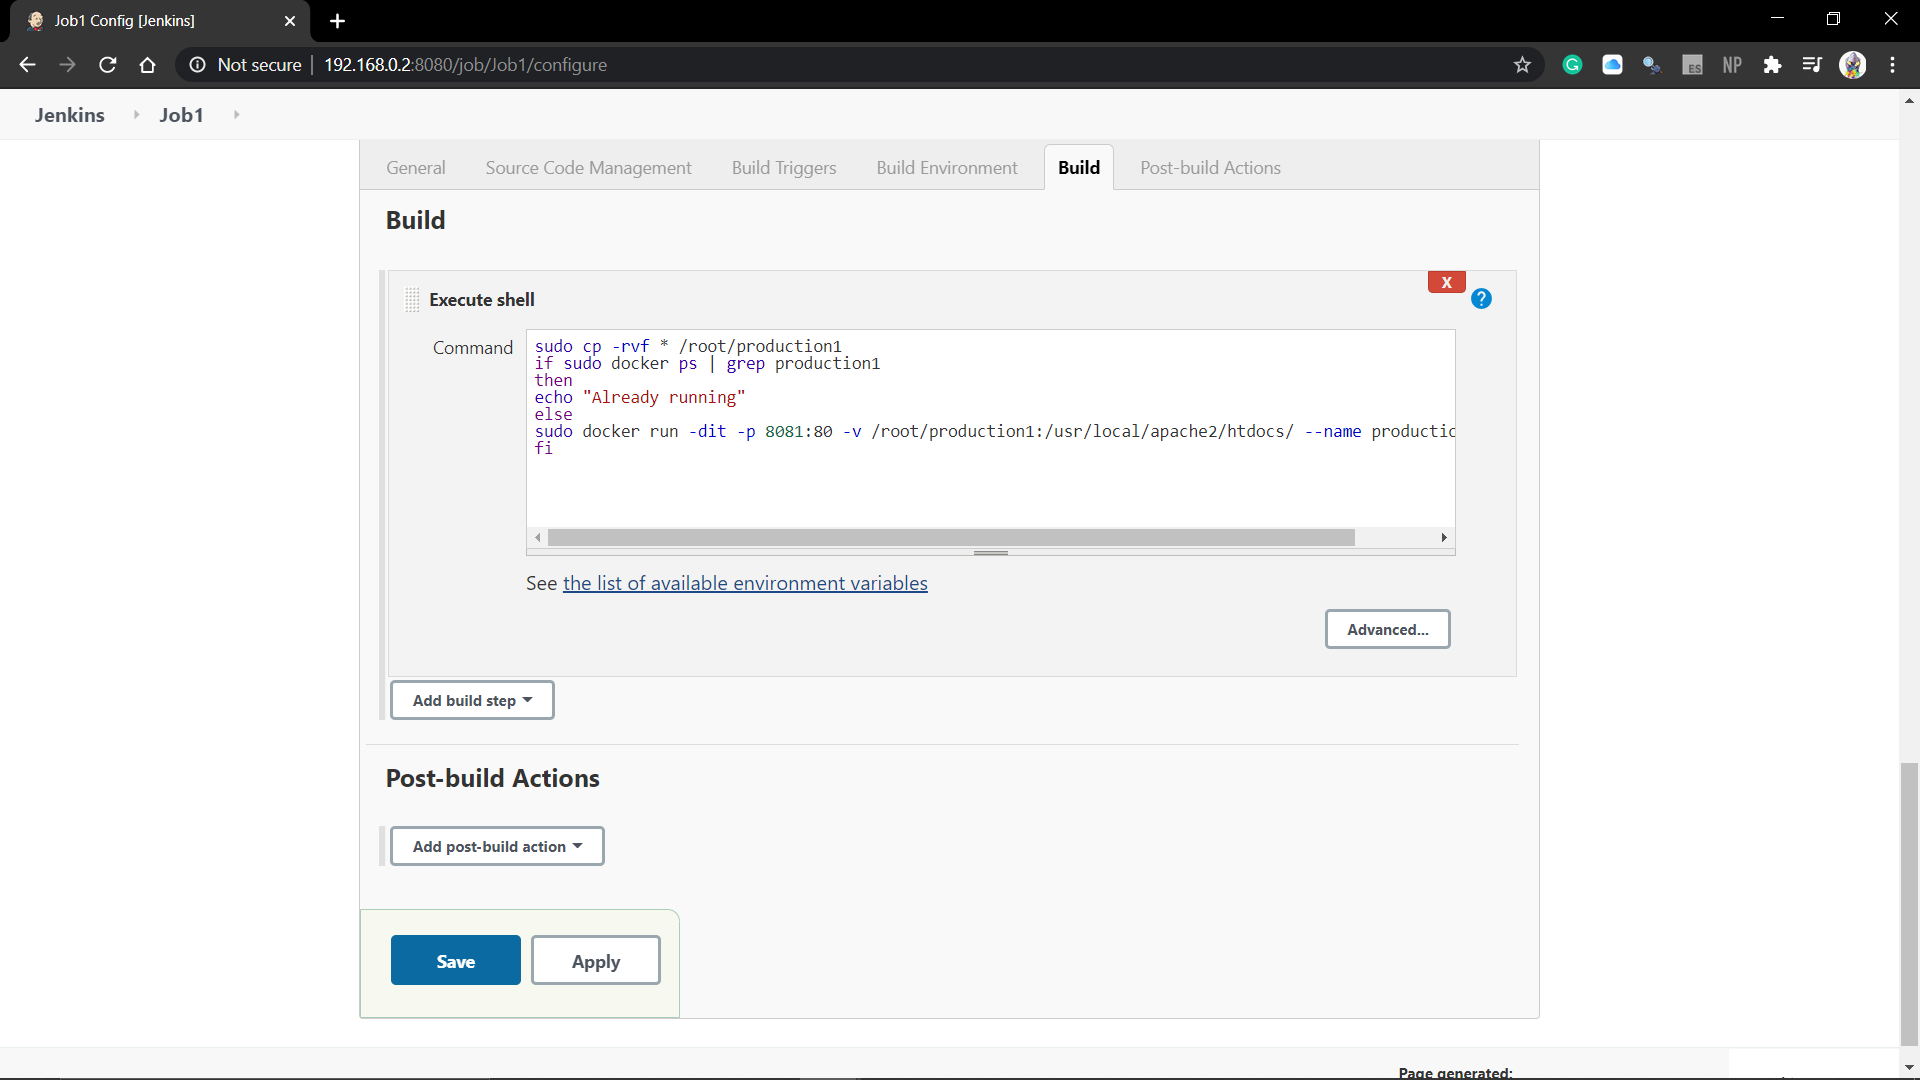 Job1 Config [Jenkins]
Not secure
192.168.0.2:8080/job/Job1/configure
ES
NP
Jenkins
Job1
General
Source Code Management
Build Triggers
Build Environment
Build
Post-build Actions
Build
X
Execute shell
?
Command
sudo cp -rvf * /root/production1
if sudo docker ps | grep production1
then
echo "Already running"
else
sudo docker run -dit -p 8081:80 -v /root/production1:/usr/local/apache2/htdocs/ --name productic
fi
See the list of available environment variables
Advanced...
Add build step
Post-build Actions
Add post-build action
Save
Apply
Page generated: